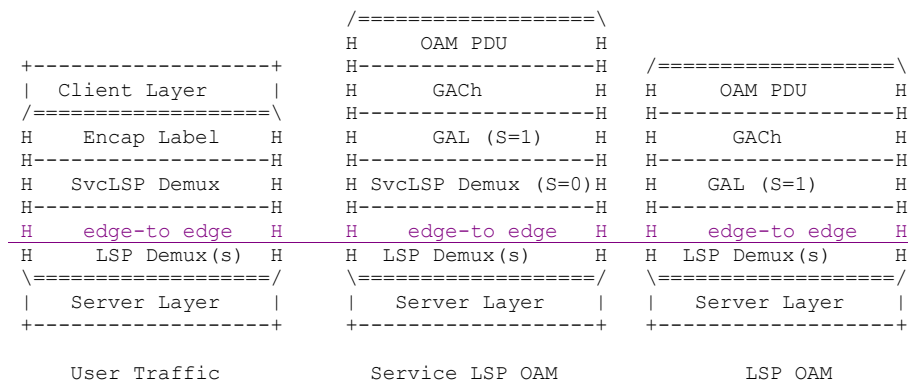 /===================\
                                 H     OAM PDU       H
+-------------------+            H-------------------H   /===================\
|  Client Layer     |            H      GACh         H   H     OAM PDU       H
/===================\            H-------------------H   H-------------------H
H    Encap Label    H            H      GAL (S=1)    H   H      GACh         H
H-------------------H            H-------------------H   H-------------------H
H   SvcLSP Demux    H            H SvcLSP Demux (S=0)H   H    GAL (S=1)      H
H-------------------H            H-------------------H   H-------------------H
H    edge-to edge   H            H    edge-to edge   H   H    edge-to edge   H
H     LSP Demux(s)  H            H  LSP Demux(s)     H   H  LSP Demux(s)     H
\===================/            \===================/   \===================/
|   Server Layer    |            |   Server Layer    |   |   Server Layer    |
+-------------------+            +-------------------+   +-------------------+
    User Traffic                   Service LSP OAM               LSP OAM